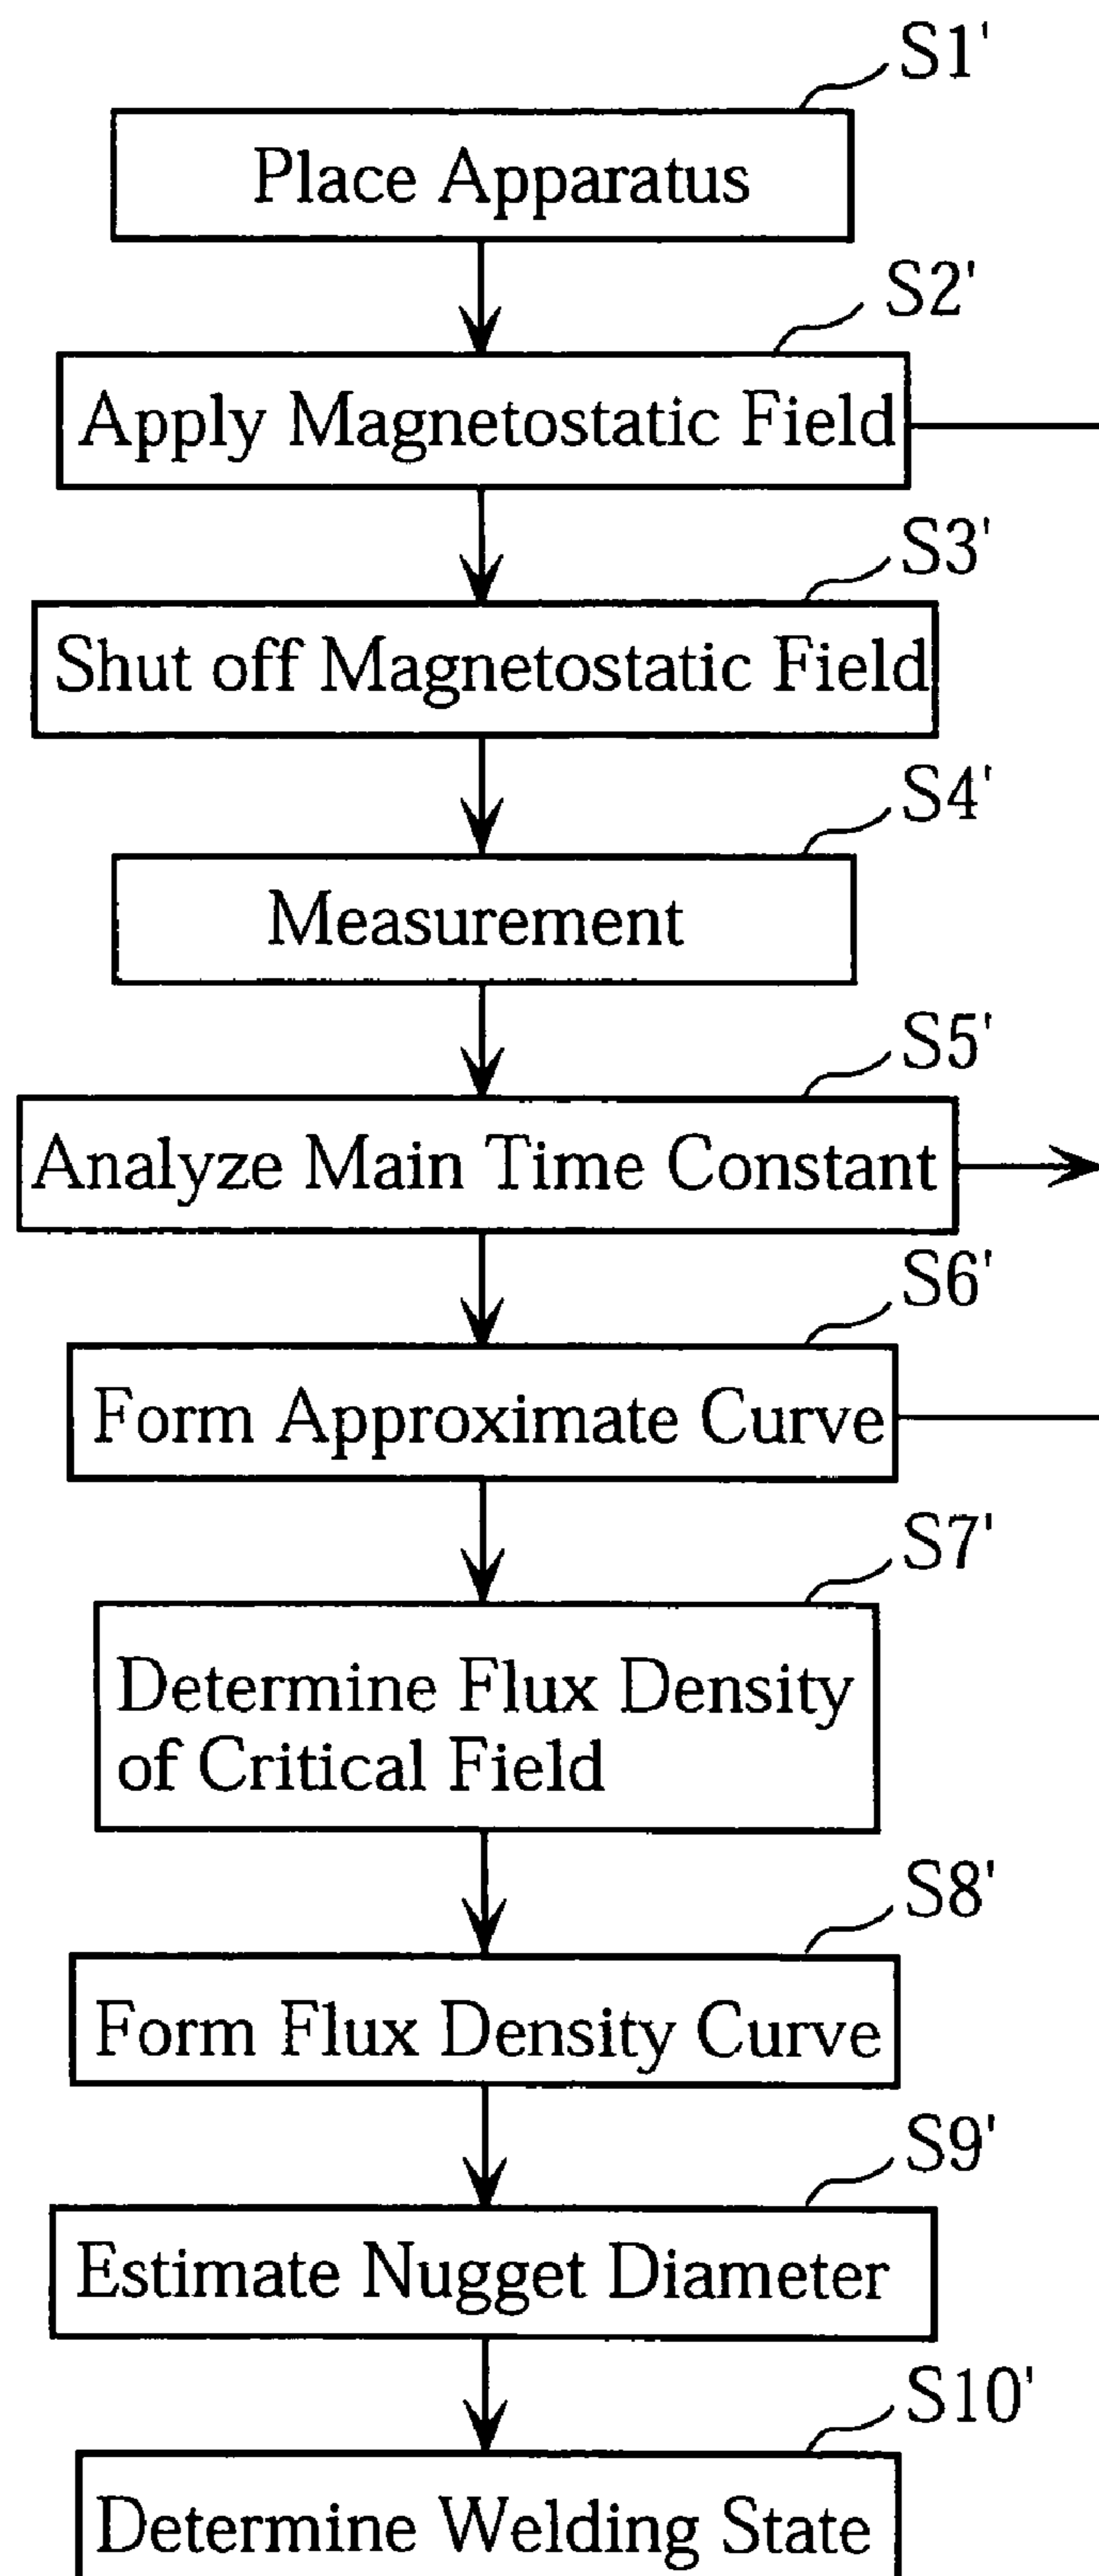 S1'
Place Apparatus
S2'
Apply Magnetostatic Field
S3'
Shut off Magnetostatic Field
S4'
Measurement
S5'
Analyze Main Time Constant
S6'
Form Approximate Curve
S7'
Determine Flux Density
of Critical Field
S8'
Form Flux Density Curve
S9'
Estimate Nugget Diameter
S10'
Determine Welding State